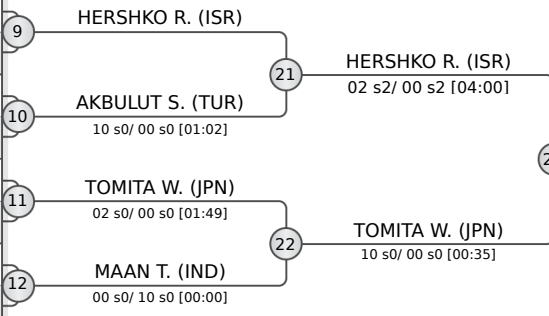 HERSHKO R. (ISR)
9
HERSHKO R. (ISR)
21
02 s2/ 00 s2 [04:00]
AKBULUT S. (TUR)
10
10 s0/ 00 s0 [01:02]
TOMITA W. (JPN)
11
02 s0/ 00 s0 [01:49]
TOMITA W. (JPN)
22
10 s0/ 00 s0 [00:35]
MAAN T. (IND)
12
00 s0/ 10 s0 [00:00]